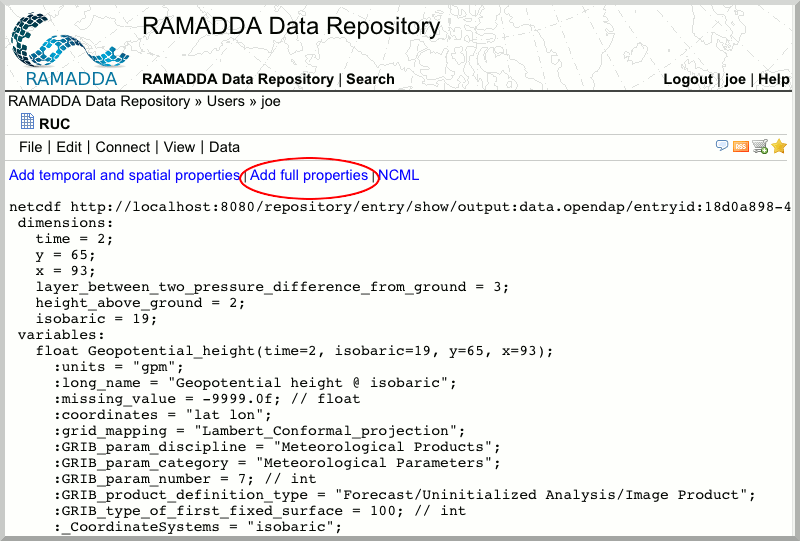 RAMADDA Data Repository
RAMADDA
RAMADDA Data Repository | Search
Logout | joe | Help
RAMADDA Data Repository » Users » joe
RUC
File | Edit | Connect | View | Data
Add temporal and spatial properties | Add full properties | NCML
netcdf http://localhost:8080/repository/entry/show/output:data.opendap/entryid:18d0a898-4
dimensions:
time = 2;
y = 65;
x = 93;
layer_between_two_pressure_difference_from_ground = 3;
height_above_ground = 2;
isobaric = 19;
variables:
float Geopotential_height(time=2, isobaric=19, y=65, x=93);
:units = "gpm";
:long_name = "Geopotential height @ isobaric";
:missing_value = -9999.0f; // float
:coordinates = "lat lon";
:grid_mapping = "Lambert_Conformal_projection";
:GRIB_param_discipline = "Meteorological Products";
:GRIB_param_category = "Meteorological Parameters";
:GRIB_param_number = 7; // int
:GRIB_product_definition_type = "Forecast/Uninitialized Analysis/Image Product";
:GRIB_type_of_first_fixed_surface = 100; // int
:_CoordinateSystems = "isobaric";